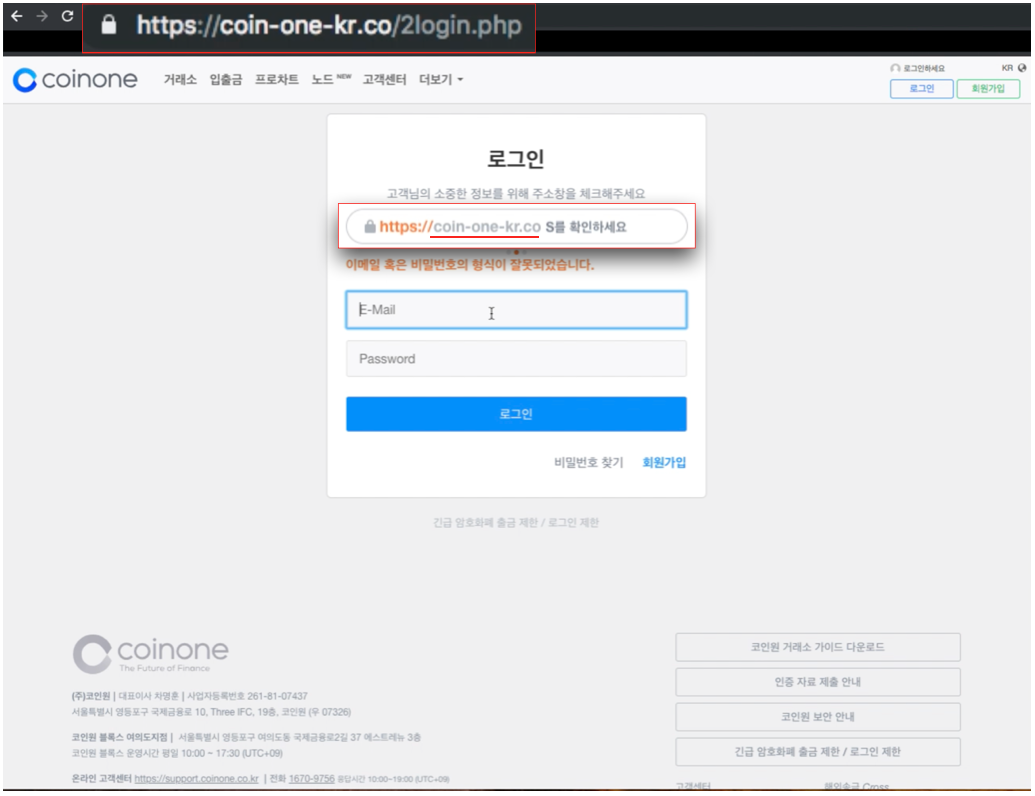 https://coin-one-kr.co/2login.php
coinone 거래소 입출금 프로차트 노드 NEW 고객센터 더보기
로그인하세요 KR
로그인 회원가입
로그인
고객님의 소중한 정보를 위해 주소창을 체크해주세요
https://coin-one-kr.co S를 확인하세요
이메일 혹은 비밀번호의 형식이 잘못되었습니다.
E-Mail
Password
로그인
비밀번호 찾기 회원가입
긴급 암호화폐 출금 제한 / 로그인 제한
coinone
The Future of Finance
(주)코인원 | 대표이사 차명훈 | 사업자등록번호 261-81-07437
서울특별시 영등포구 국제금융로 10, Three IFC, 19층, 코인원 (우 07326)
코인원 블록스 여의도지점 | 서울특별시 영등포구 여의도동 국제금융로2길 37 에스트레뉴 3층
코인원 블록스 운영시간 평일 10:00 ~ 17:30 (UTC+09)
온라인 고객센터 https://support.coinone.co.kr | 전화 1670-9756 응답시간 10:00~19:00 (UTC+09)
코인원 거래소 가이드 다운로드
인증 자료 제출 안내
코인원 보안 안내
긴급 암호화폐 출금 제한 / 로그인 제한
고객센터 해외송금 Cross